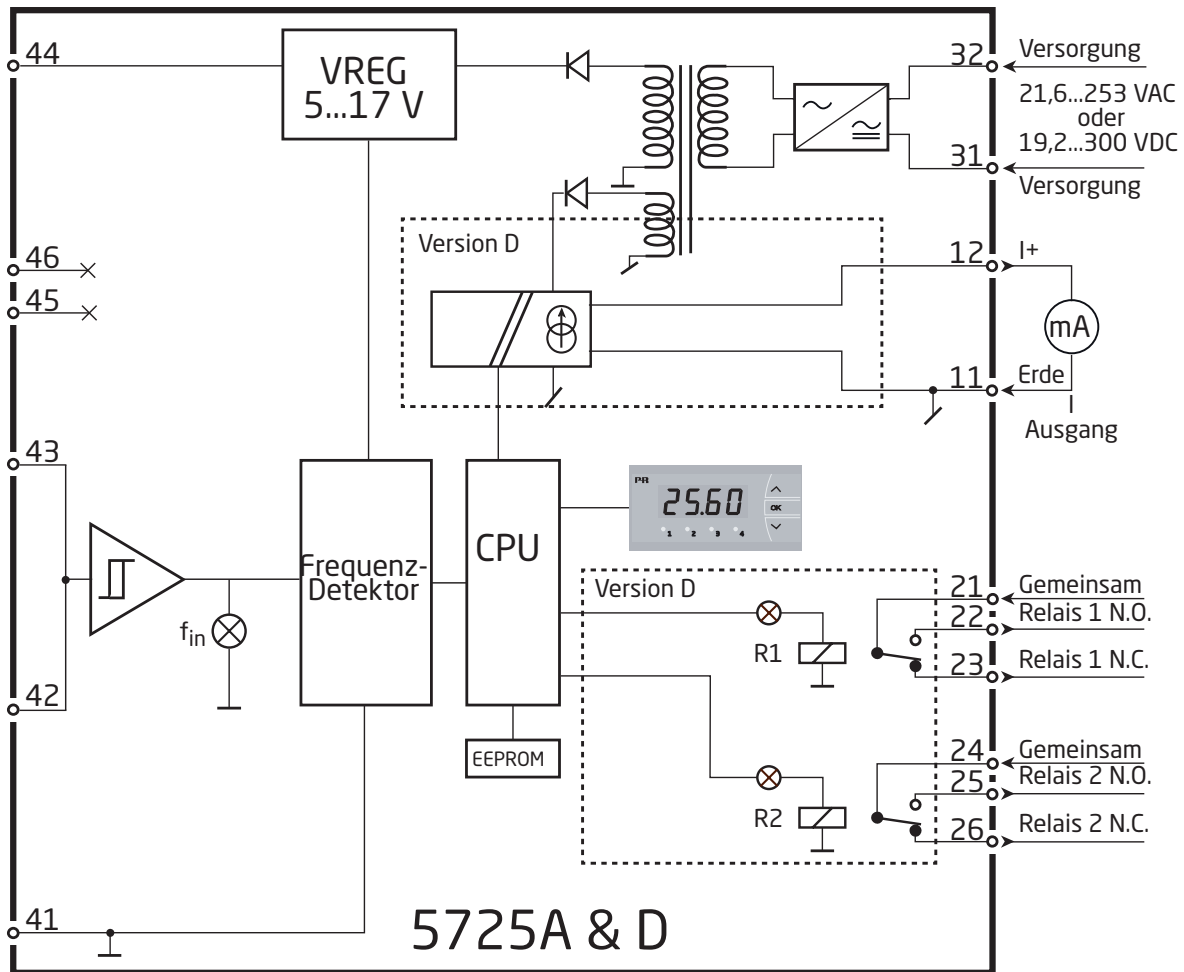 44
VREG
5...17 V
32
Versorgung
21,6...253 VAC
oder
19,2...300 VDC
31
Versorgung
46
45
Version D
12
I+
mA
11
Erde
I
Ausgang
43
Frequenz-
Detektor
CPU
PR
25.60
OK
1 2 3 4
fin
42
Version D
R1
21
Gemeinsam
22
Relais 1 N.O.
23
Relais 1 N.C.
EEPROM
R2
24
Gemeinsam
25
Relais 2 N.O.
26
Relais 2 N.C.
41
5725A & D